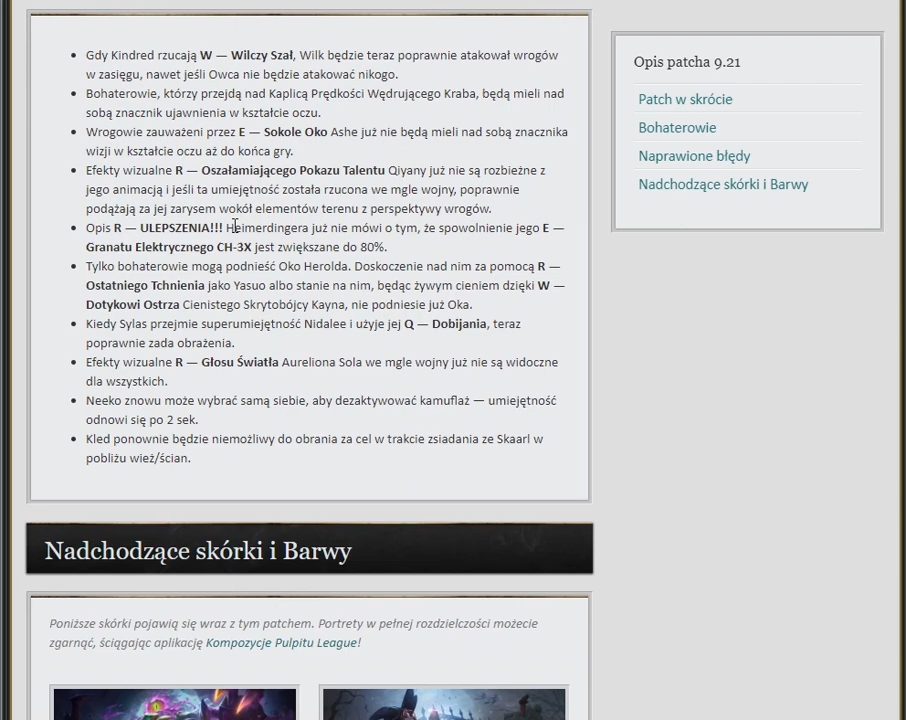 Gdy Kindred rzucają W — Wilczy Szał, Wilk będzie teraz poprawnie atakował wrogów
w zasięgu, nawet jeśli Owca nie będzie atakować nikogo.
Bohaterowie, którzy przejdą nad Kaplicą Prędkości Wędrującego Kraba, będą mieli nad
sobą znacznik ujawnienia w kształcie oczu.
Wrogowie zauważeni przez E — Sokole Oko Ashe już nie będą mieli nad sobą znacznika
wizji w kształcie oczu aż do końca gry.
Efekty wizualne R — Oszałamiającego Pokazu Talentu Qiyany już nie są rozbieżne z
jego animacją i jeśli ta umiejętność została rzucona we mgle wojny, poprawnie
podążają za jej zarysem wokół elementów terenu z perspektywy wrogów.
Opis R — ULEPSZENIA!!! Heimerdingera już nie mówi o tym, że spowolnienie jego E —
Granatu Elektrycznego CH-3X jest zwiększane do 80%.
Tylko bohaterowie mogą podnieść Oko Herolda. Doskoczenie nad nim za pomocą R —
Ostatniego Tchnienia jako Yasuo albo stanie na nim, będąc żywym cieniem dzięki W —
Dotykowi Ostrza Cienistego Skrytobójcy Kayna, nie podniesie już Oka.
Kiedy Sylas przejmie superumiejętność Nidalee i użyje jej Q — Dobijania, teraz
poprawnie zada obrażenia.
Efekty wizualne R — Głosu Światła Aureliona Sola we mgle wojny już nie są widoczne
dla wszystkich.
Neeko znowu może wybrać samą siebie, aby dezaktywować kamuflaż — umiejętność
odnowi się po 2 sek.
Kled ponownie będzie niemożliwy do obrania za cel w trakcie zsiadania ze Skaarl w
pobliżu wież/ścian.
Nadchodzące skórki i Barwy
Poniższe skórki pojawią się wraz z tym patchem. Portrety w pełnej rozdzielczości możecie
zgarnąć, ściągając aplikację Kompozycje Pulpitu League!
Opis patcha 9.21
Patch w skrócie
Bohaterowie
Naprawione błędy
Nadchodzące skórki i Barwy